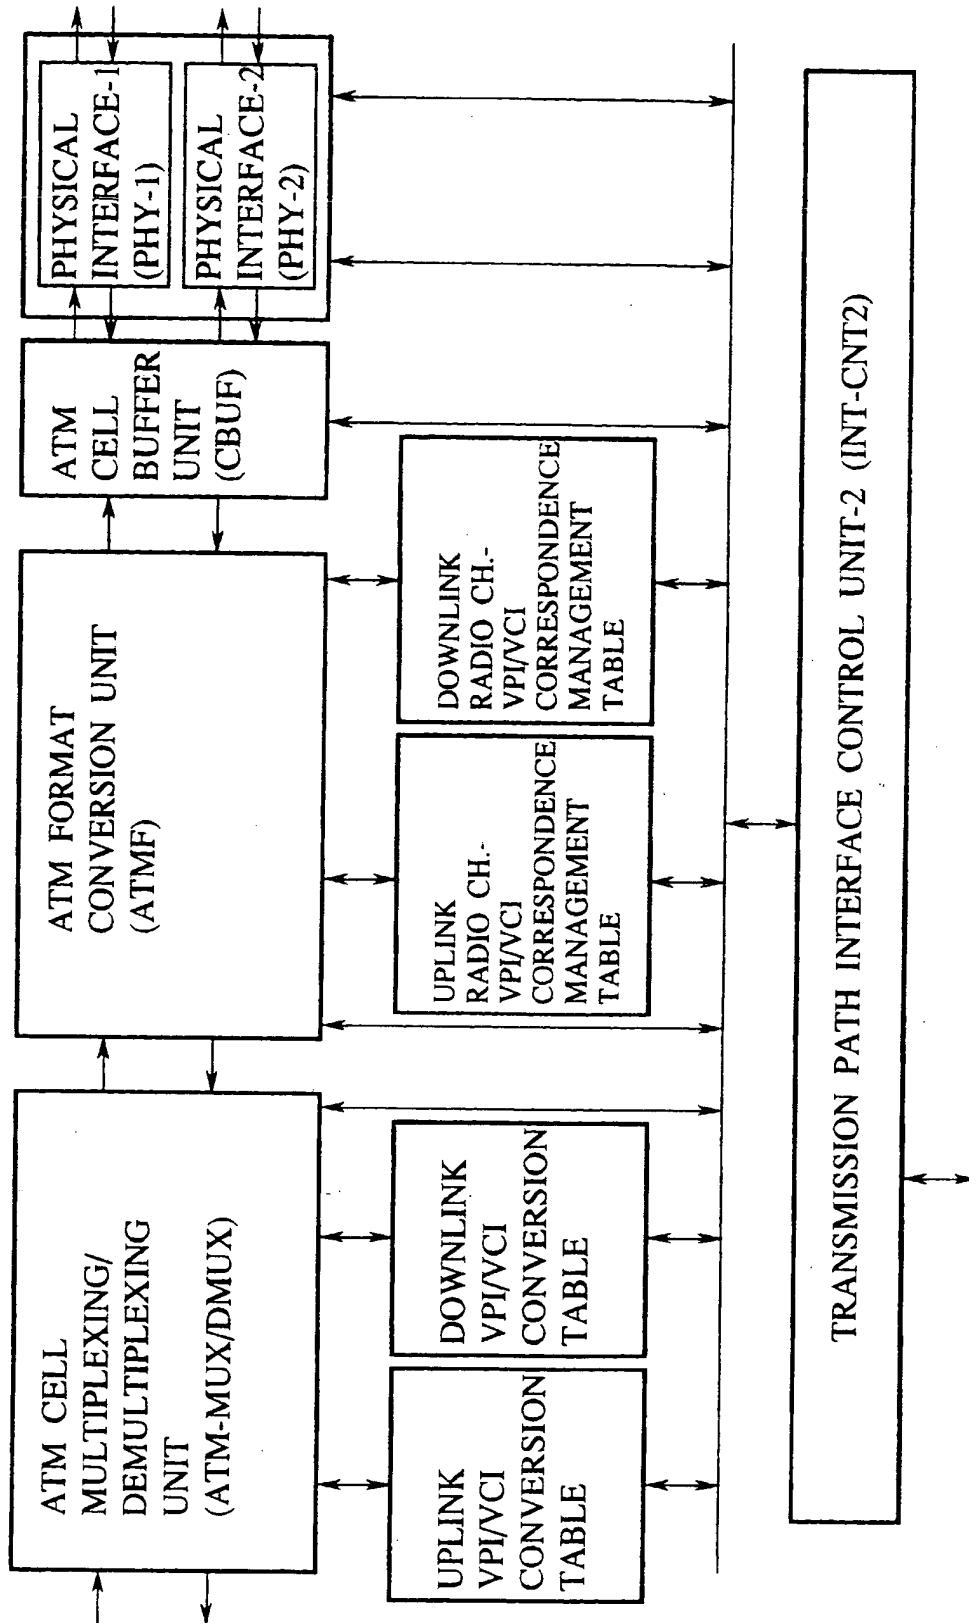 ATM CELL
MULTIPLEXING/
DEMULTIPLEXING
UNIT
(ATM-MUX/DMUX)
ATM FORMAT
CONVERSION UNIT
(ATMF)
ATM
CELL
BUFFER
UNIT
(CBUF)
PHYSICAL
INTERFACE-1
(PHY-1)
PHYSICAL
INTERFACE-2
(PHY-2)
UPLINK
VPI/VCI
CONVERSION
TABLE
DOWNLINK
VPI/VCI
CONVERSION
TABLE
UPLINK
RADIO CH.-
VPI/VCI
CORRESPONDENCE
MANAGEMENT
TABLE
DOWNLINK
RADIO CH.-
VPI/VCI
CORRESPONDENCE
MANAGEMENT
TABLE
TRANSMISSION PATH INTERFACE CONTROL UNIT-2 (INT-CNT2)